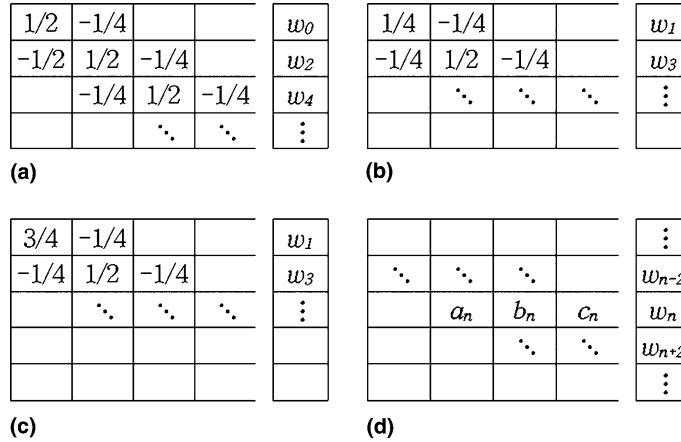 1/2 -1/4 w0
-1/2 1/2 -1/4 w2
-1/4 1/2 -1/4 w4
⋱ ⋱ ⋮
(a)
1/4 -1/4 w1
-1/4 1/2 -1/4 w3
⋱ ⋱ ⋱ ⋮
(b)
3/4 -1/4 w1
-1/4 1/2 -1/4 w3
⋱ ⋱ ⋱ ⋮
(c)
⋮
⋱ ⋱ ⋱ wn-2
an bn cn wn
⋱ ⋱ wn+2
⋮
(d)